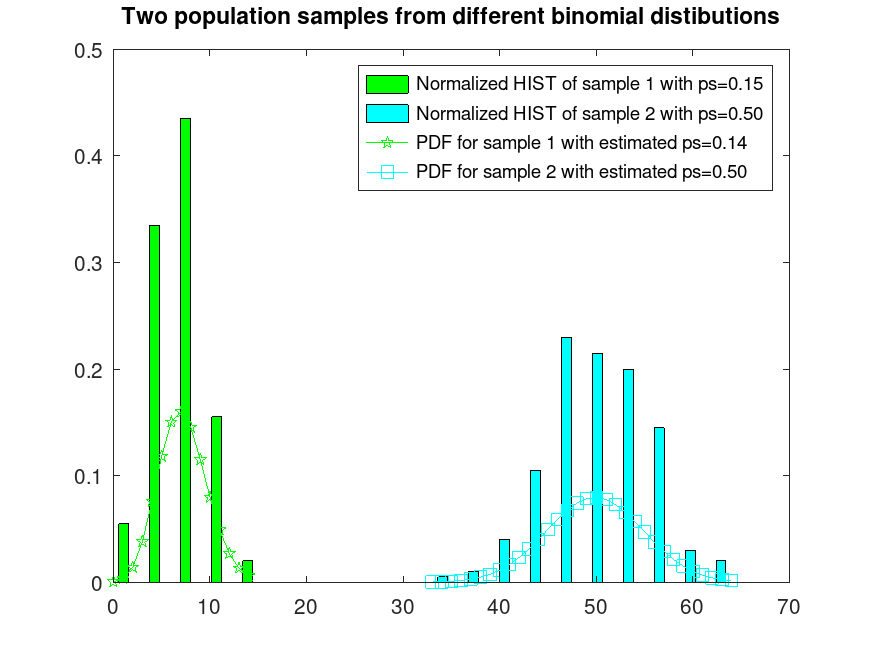 Two population samples from different binomial distibutions
0.5
0.4
0.3
0.2
0.1
0
Normalized HIST of sample 1 with ps=0.15
Normalized HIST of sample 2 with ps=0.50
PDF for sample 1 with estimated ps=0.14
PDF for sample 2 with estimated ps=0.50
0 10 20 30 40 50 60 70